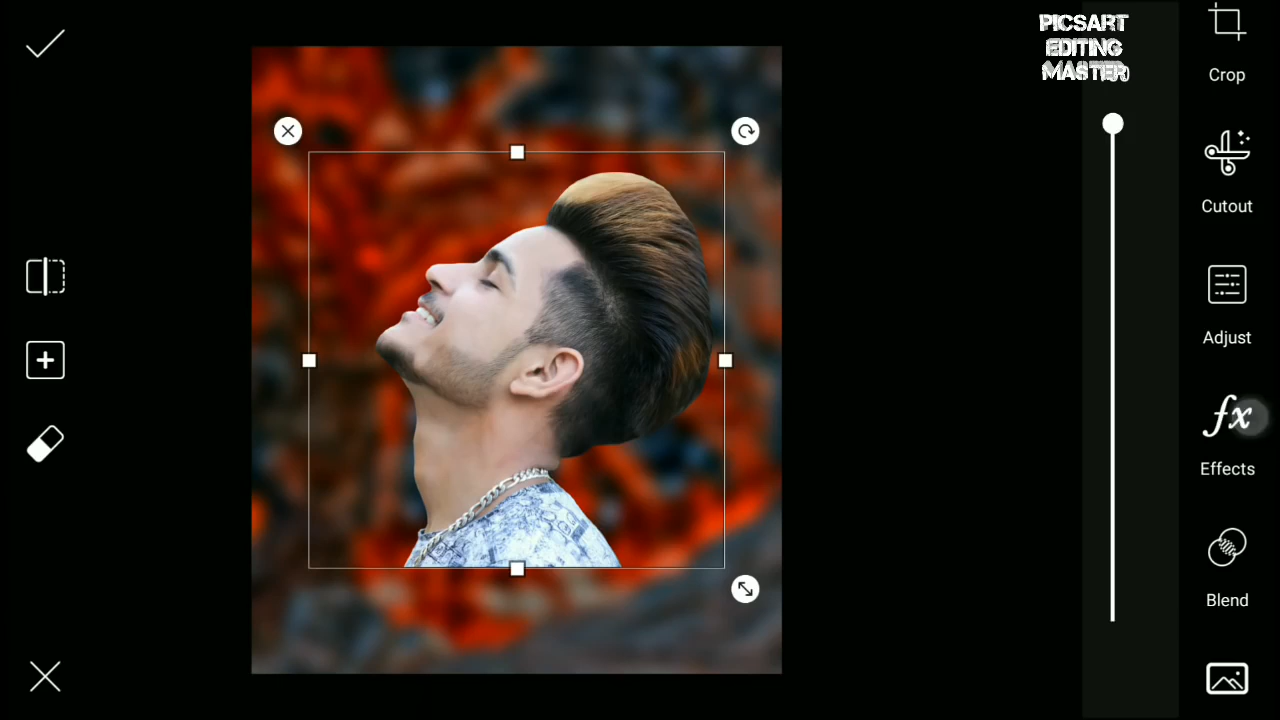 PICSART
EDITING
MASTER
Crop
Cutout
Adjust
fx
Effects
Blend